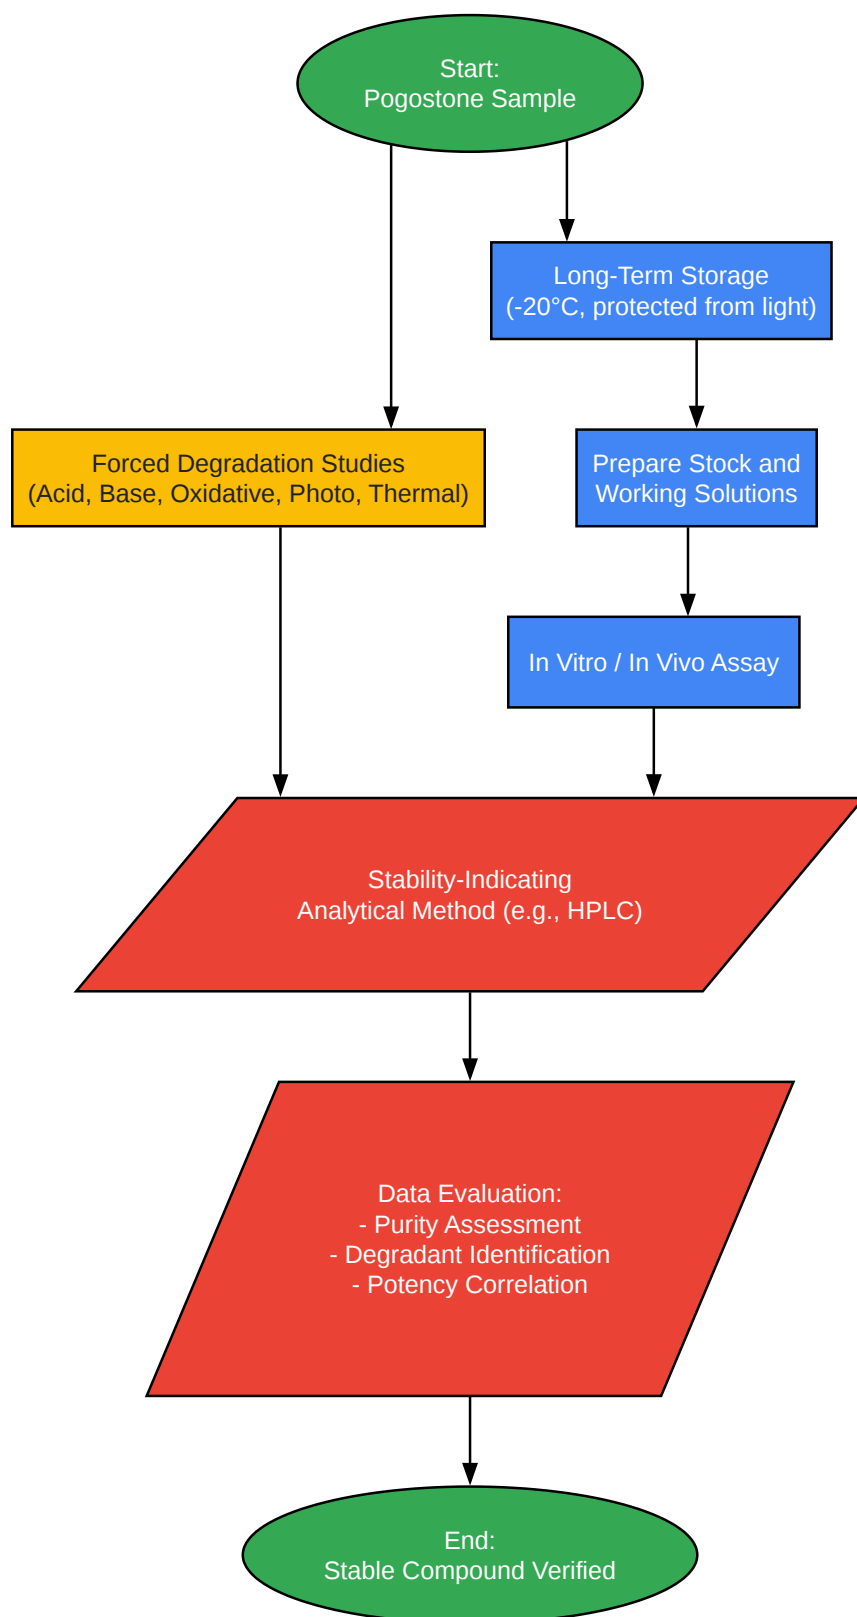 Start:
Pogostone Sample
Long-Term Storage
(-20°C, protected from light)
Forced Degradation Studies
(Acid, Base, Oxidative, Photo, Thermal)
Prepare Stock and
Working Solutions
In Vitro / In Vivo Assay
Stability-Indicating
Analytical Method (e.g., HPLC)
Data Evaluation:
- Purity Assessment
- Degradant Identification
- Potency Correlation
End:
Stable Compound Verified